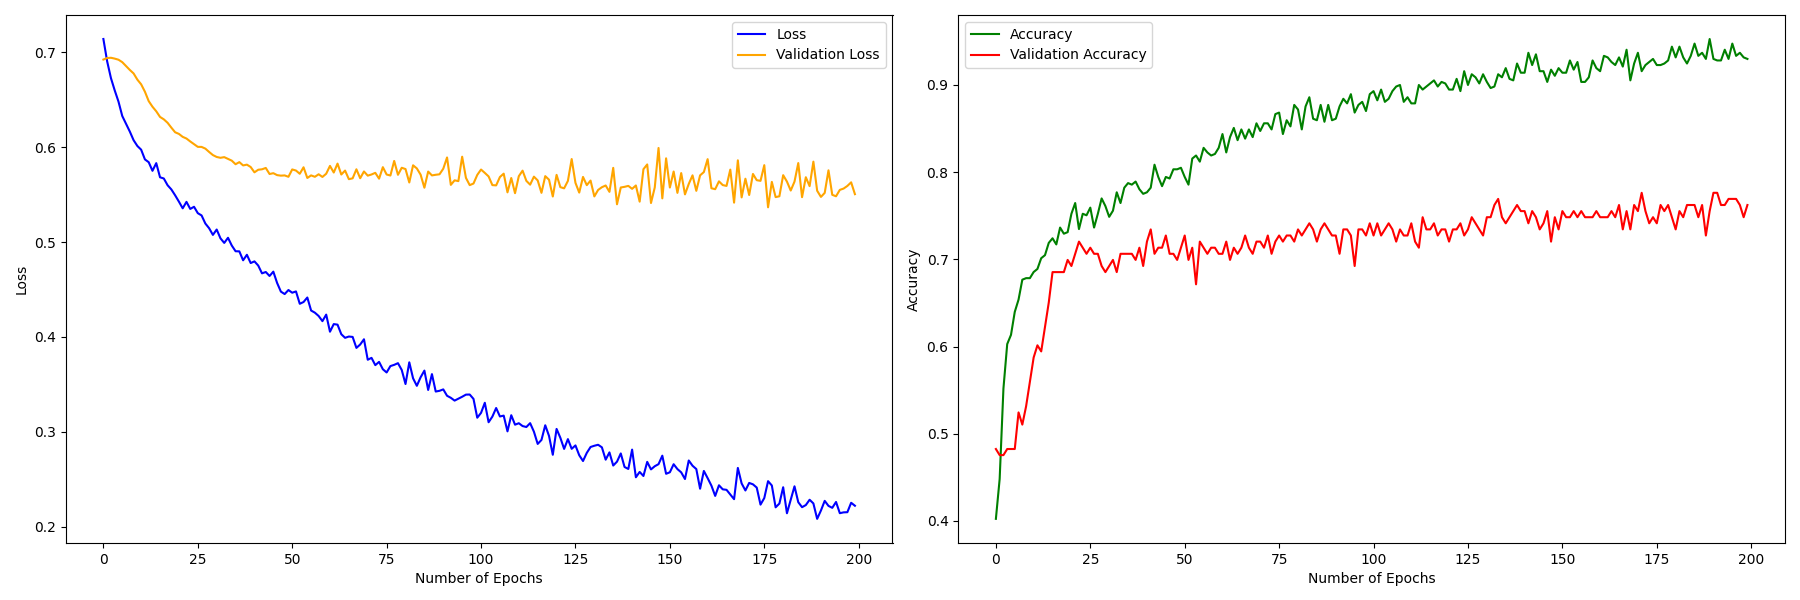 Loss
Validation Loss
0.7
0.6
0.5
0.4
0.3
0.2
Loss
0 25 50 75 100 125 150 175 200
Number of Epochs
Accuracy
Validation Accuracy
0.9
0.8
0.7
0.6
0.5
0.4
Accuracy
0 25 50 75 100 125 150 175 200
Number of Epochs